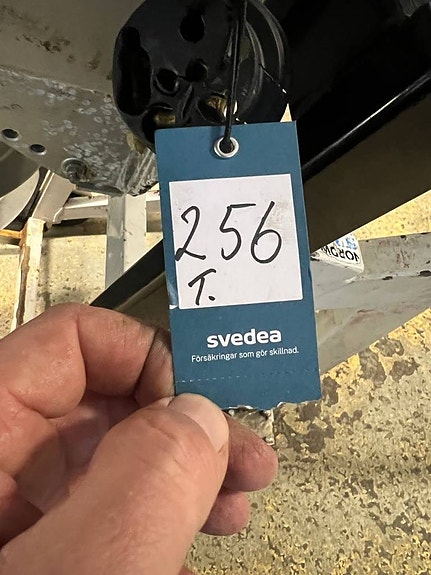 256
T.
svedea
Försäkringar som gör skillnad.